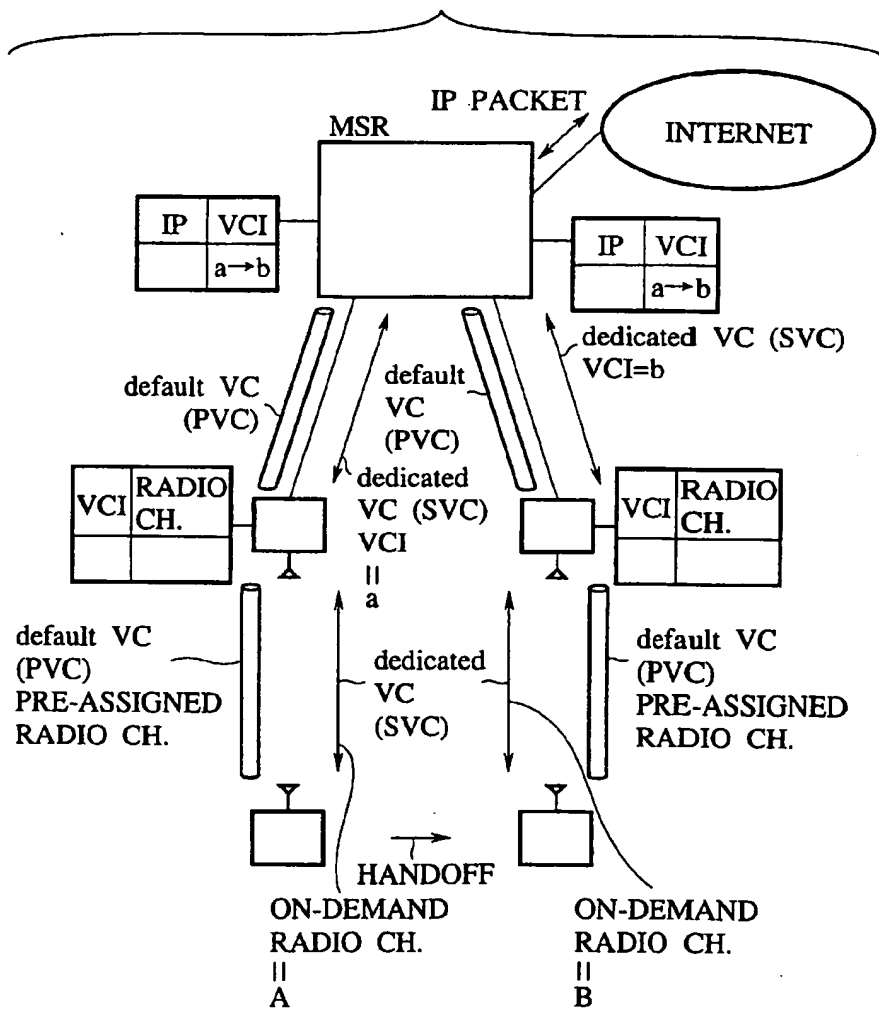 IP PACKET
INTERNET
MSR
IP VCI
a→b
IP VCI
a→b
default VC
(PVC)
default
VC
(PVC)
dedicated VC (SVC)
VCI=b
dedicated
VC (SVC)
VCI
=
a
VCI RADIO
CH.
VCI RADIO
CH.
default VC
(PVC)
PRE-ASSIGNED
RADIO CH.
dedicated
VC
(SVC)
default VC
(PVC)
PRE-ASSIGNED
RADIO CH.
HANDOFF
ON-DEMAND
RADIO CH.
=
A
ON-DEMAND
RADIO CH.
=
B